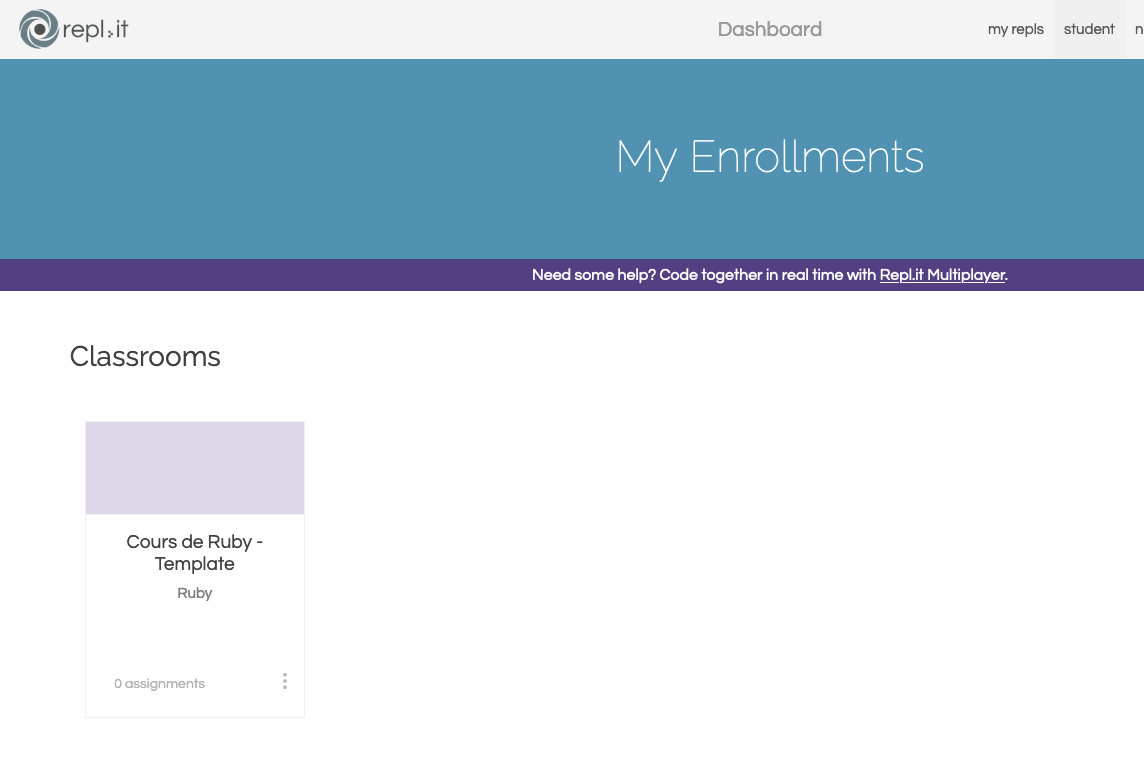 repl.it
Dashboard
my repls
student
n
My Enrollments
Need some help? Code together in real time with Repl.it Multiplayer.
Classrooms
Cours de Ruby -
Template
Ruby
0 assignments